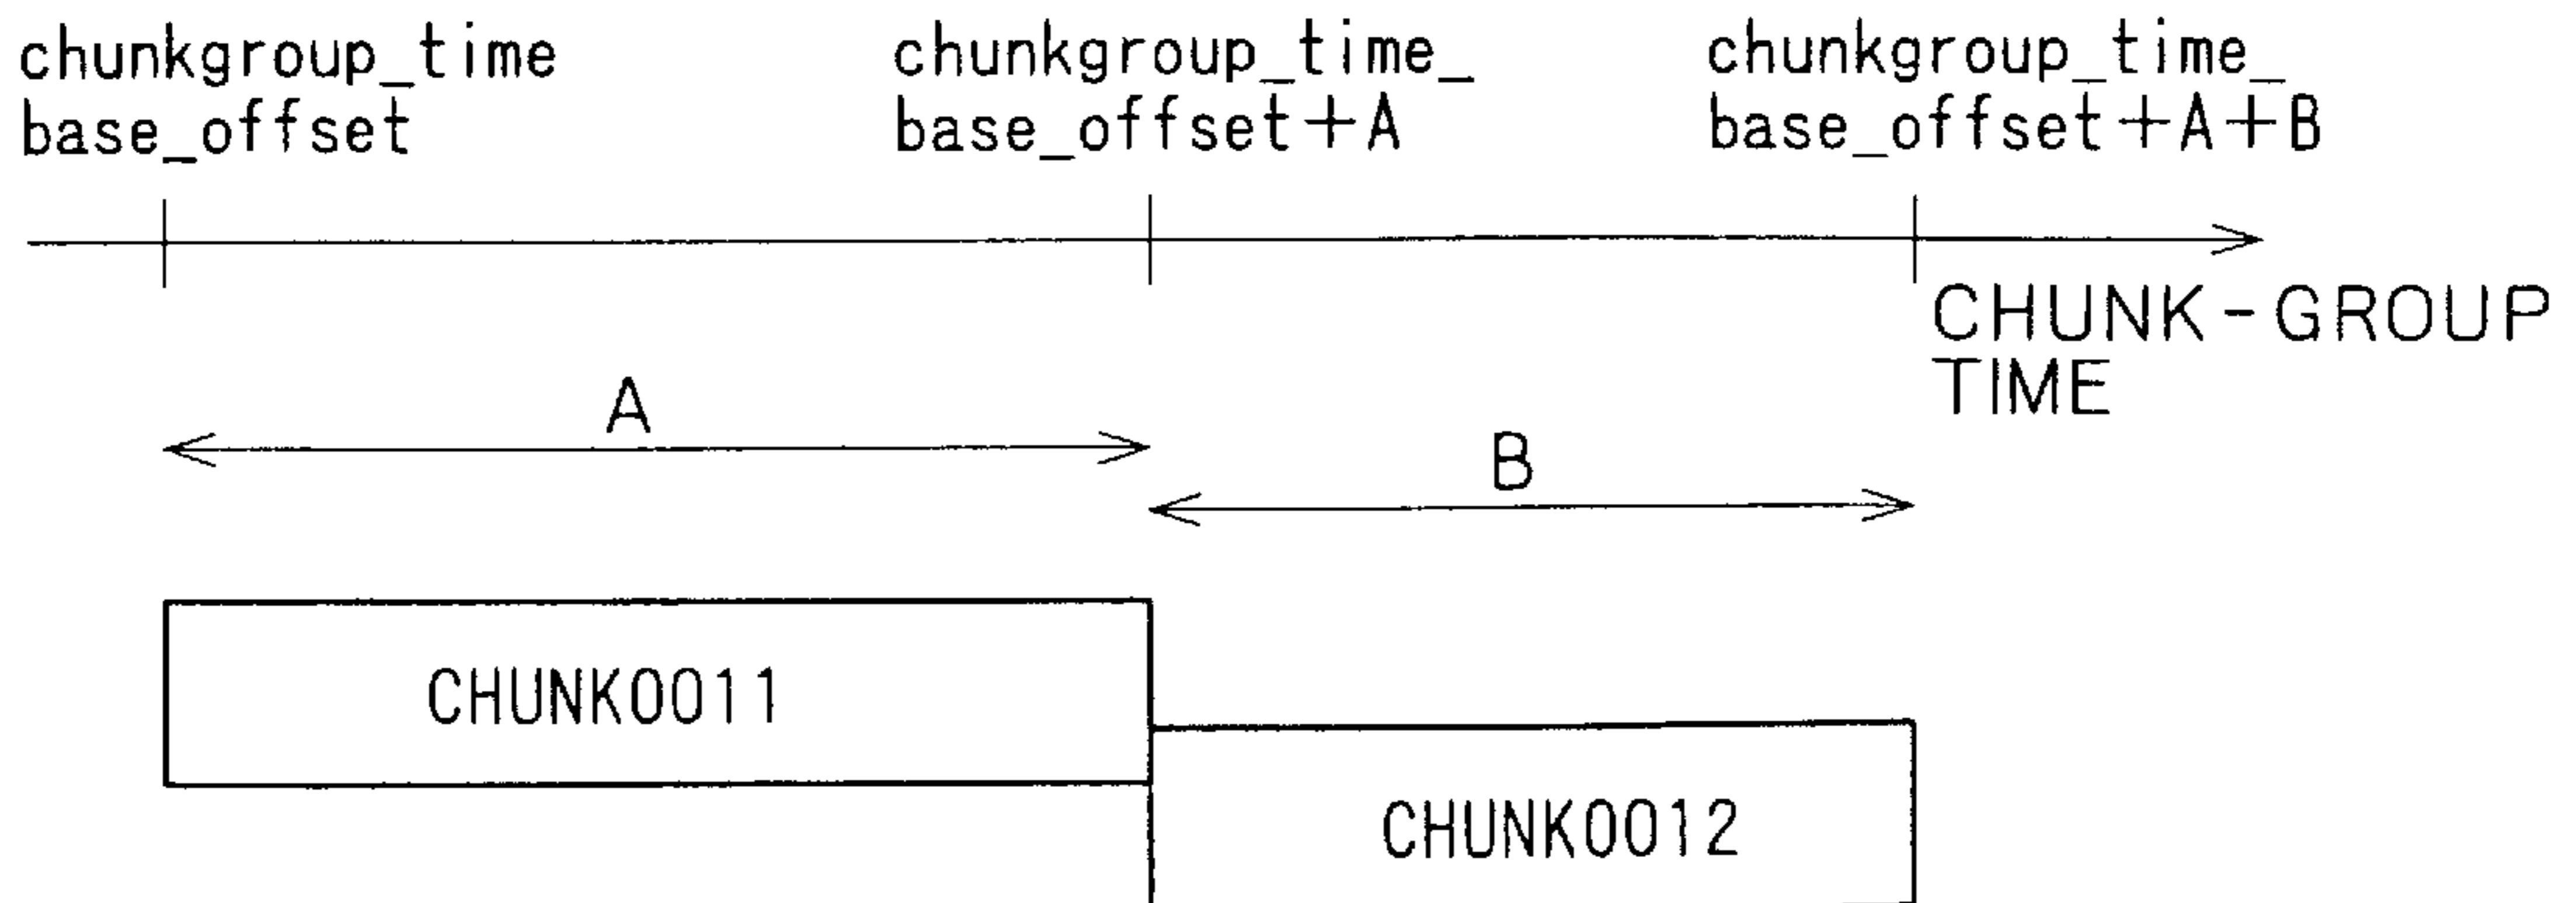 chunkgroup_time
base_offset
chunkgroup_time_
base_offset+A
chunkgroup_time_
base_offset+A+B
CHUNK-GROUP
TIME
A
B
CHUNK0011
CHUNK0012